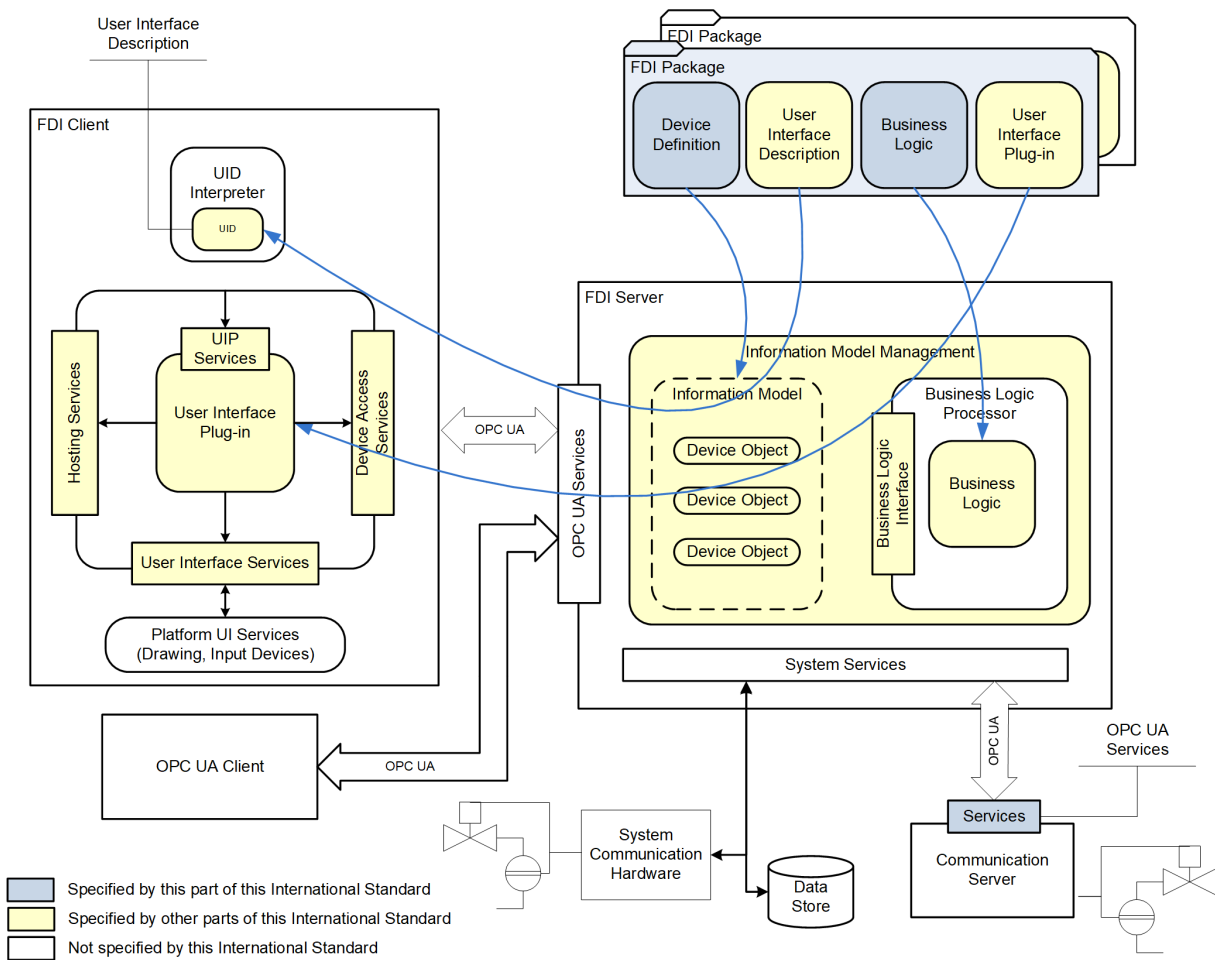 User Interface
Description
FDI Package
FDI Package
Device
Definition
User
Interface
Description
Business
Logic
User
Interface
Plug-in
FDI Client
UID
Interpreter
UID
UIP
Services
Hosting Services
User Interface
Plug-in
Device Access
Services
User Interface Services
Platform UI Services
(Drawing, Input Devices)
OPC UA
FDI Server
OPC UA Services
Information Model Management
Information Model
Device Object
Device Object
Device Object
Business Logic
Processor
Business Logic
Interface
Business
Logic
System Services
OPC UA Client
OPC UA
OPC UA
OPC UA
Services
System
Communication
Hardware
Data
Store
Services
Communication
Server
Specified by this part of this International Standard
Specified by other parts of this International Standard
Not specified by this International Standard